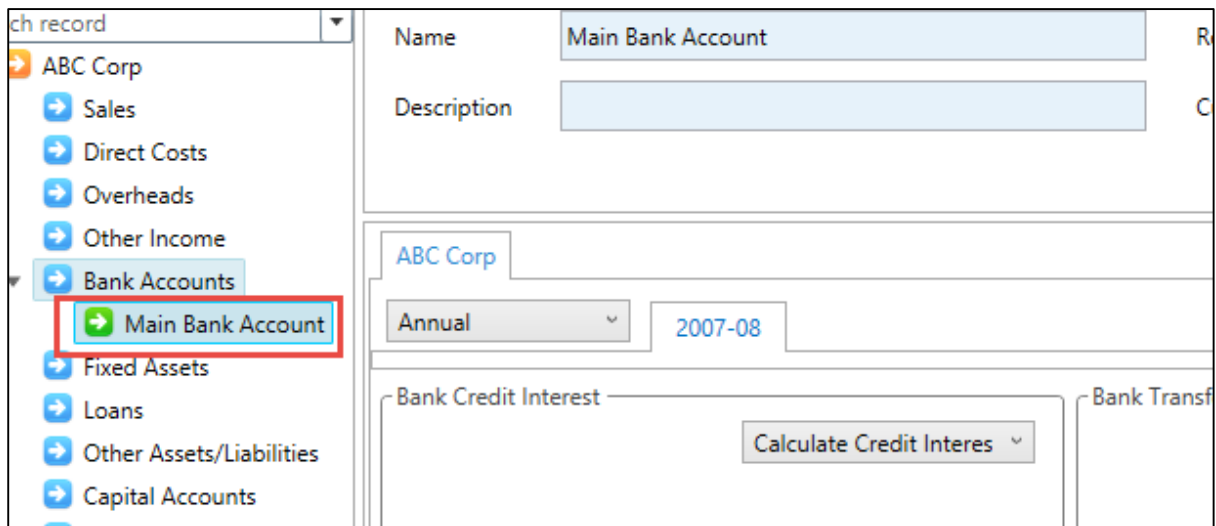 ch record
ABC Corp
Sales
Direct Costs
Overheads
Other Income
Bank Accounts
Main Bank Account
Fixed Assets
Loans
Other Assets/Liabilities
Capital Accounts
Name Main Bank Account
Description
ABC Corp
Annual 2007-08
Bank Credit Interest
Calculate Credit Interes
Bank Transf